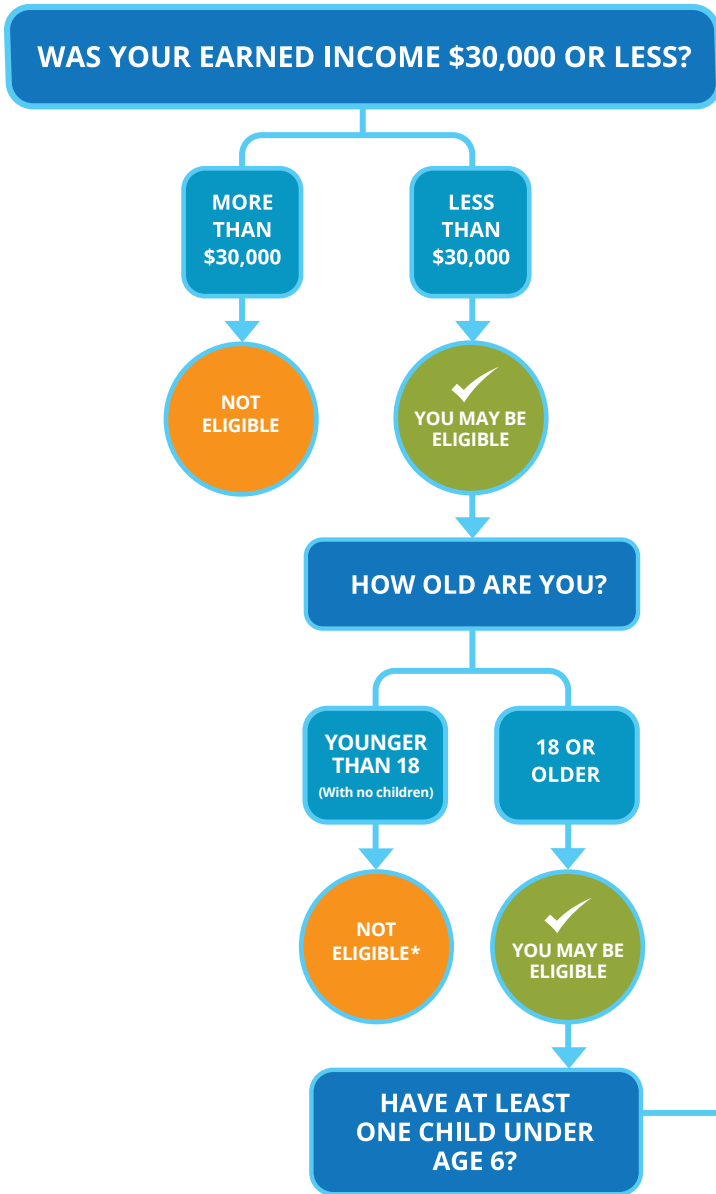 WAS YOUR EARNED INCOME $30,000 OR LESS?
MORE
THAN
$30,000
LESS
THAN
$30,000
NOT
ELIGIBLE
YOU MAY BE
ELIGIBLE
HOW OLD ARE YOU?
YOUNGER
THAN 18
(With no children)
18 OR
OLDER
NOT
ELIGIBLE*
YOU MAY BE
ELIGIBLE
HAVE AT LEAST
ONE CHILD UNDER
AGE 6?